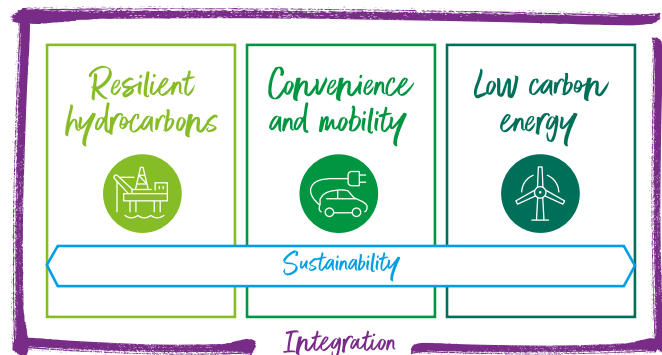 Resilient
hydrocarbons
Convenience
and mobility
Low carbon
energy
Sustainability
Integration